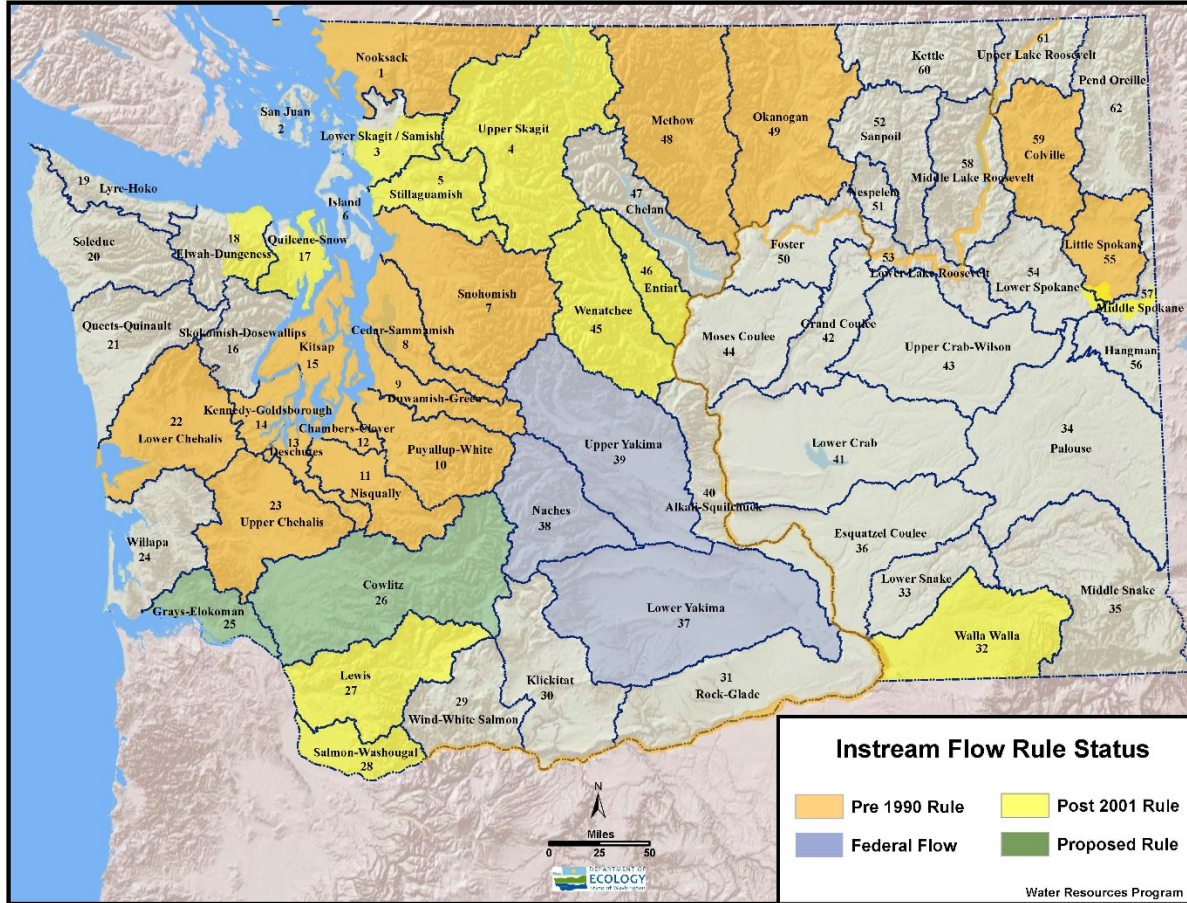 Nooksack
1
San Juan
2
Lower Skagit / Samish
3
Upper Skagit
4
5
Stillaguamish
Island
6
Snohomish
7
Cedar-Sammamish
8
9
Duwamish-Green
Puyallup-White
10
11
Nisqually
Chambers-Clover
12
13
Deschutes
Kennedy-Goldsborough
14
Kitsap
15
Skokomish-Dosewallips
16
Quilcene-Snow
17
18
Elwah-Dungeness
19
Lyre-Hoko
Soleduc
20
Queets-Quinault
21
22
Lower Chehalis
23
Upper Chehalis
Willapa
24
Grays-Elokoman
25
Cowlitz
26
Lewis
27
Salmon-Washougal
28
29
Wind-White Salmon
Klickitat
30
31
Rock-Glade
Walla Walla
32
Lower Snake
33
34
Palouse
Middle Snake
35
Esquatzel Coulee
36
Lower Yakima
37
Naches
38
Upper Yakima
39
40
Alkali-Squilchuck
Lower Crab
41
Grand Coulee
42
Upper Crab-Wilson
43
Moses Coulee
44
Wenatchee
45
46
Entiat
47
Chelan
Methow
48
Okanogan
49
Foster
50
Nespelem
51
52
Sanpoil
53
Lower Lake Roosevelt
54
Lower Spokane
Little Spokane
55
Hangman
56
57
Middle Spokane
58
Middle Lake Roosevelt
59
Colville
Kettle
60
61
Upper Lake Roosevelt
Pend Oreille
62
N
Miles
0 25 50
DEPARTMENT OF
ECOLOGY
State of Washington
Instream Flow Rule Status
Pre 1990 Rule
Post 2001 Rule
Federal Flow
Proposed Rule
Water Resources Program